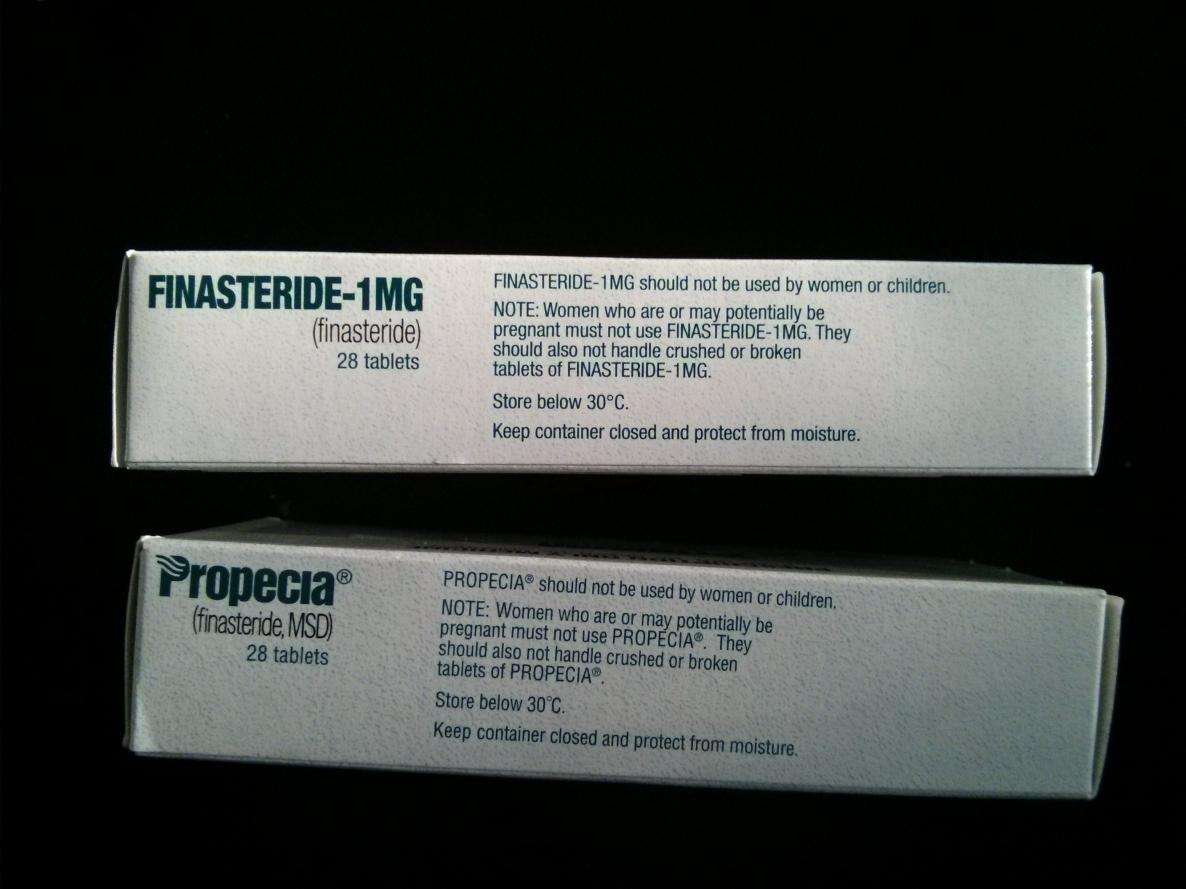 FINASTERIDE-1MG
(finasteride)
28 tablets
FINASTERIDE-1MG should not be used by women or children.
NOTE: Women who are or may potentially be
pregnant must not use FINASTERIDE-1MG. They
should also not handle crushed or broken
tablets of FINASTERIDE-1MG.
Store below 30°C.
Keep container closed and protect from moisture.
Propecia®
(finasteride, MSD)
28 tablets
PROPECIA® should not be used by women or children.
NOTE: Women who are or may potentially be
pregnant must not use PROPECIA®. They
should also not handle crushed or broken
tablets of PROPECIA®.
Store below 30°C.
Keep container closed and protect from moisture.